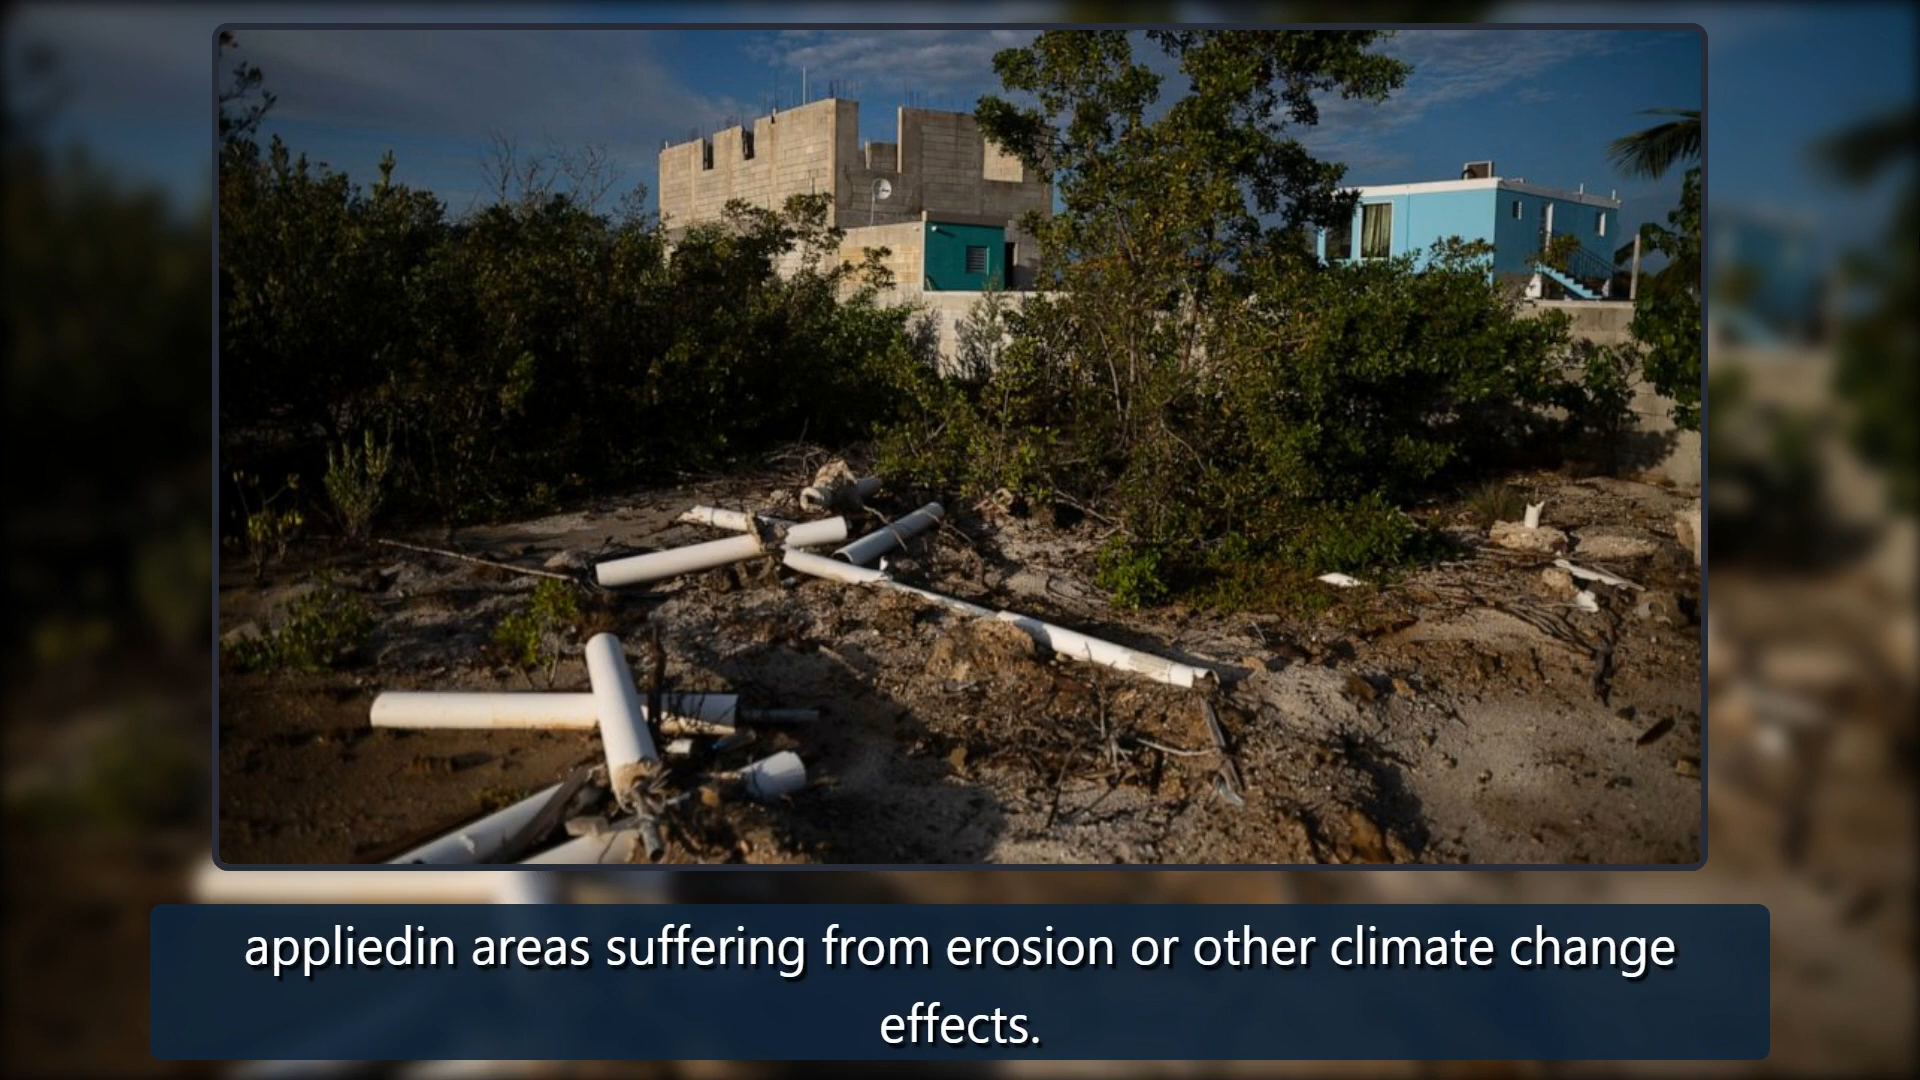 appliedin areas suffering from erosion or other climate change
effects.